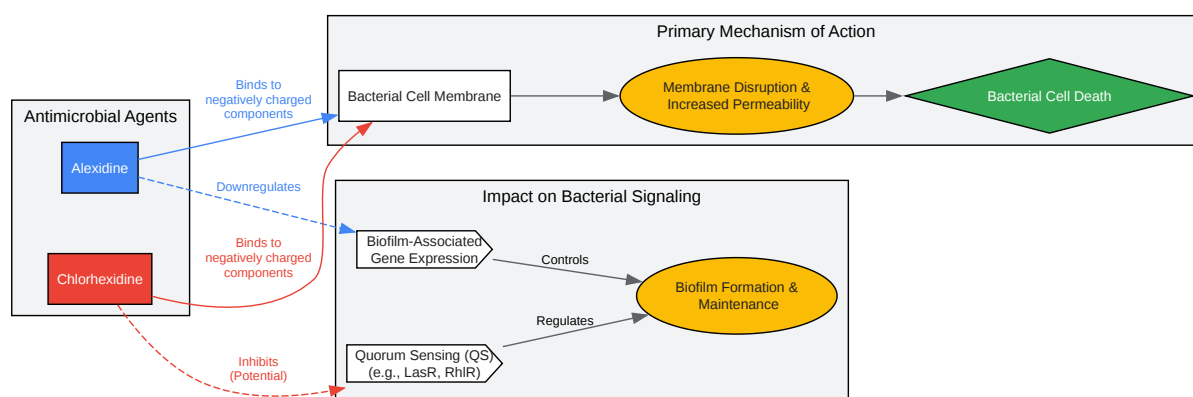 Primary Mechanism of Action
Binds to
negatively charged
components
Bacterial Cell Membrane
Membrane Disruption &
Increased Permeability
Bacterial Cell Death
Antimicrobial Agents
Alexidine
Downregulates
Impact on Bacterial Signaling
Biofilm-Associated
Gene Expression
Controls
Binds to
negatively charged
components
Chlorhexidine
Biofilm Formation &
Maintenance
Regulates
Quorum Sensing (QS)
(e.g., LasR, RhlR)
Inhibits
(Potential)